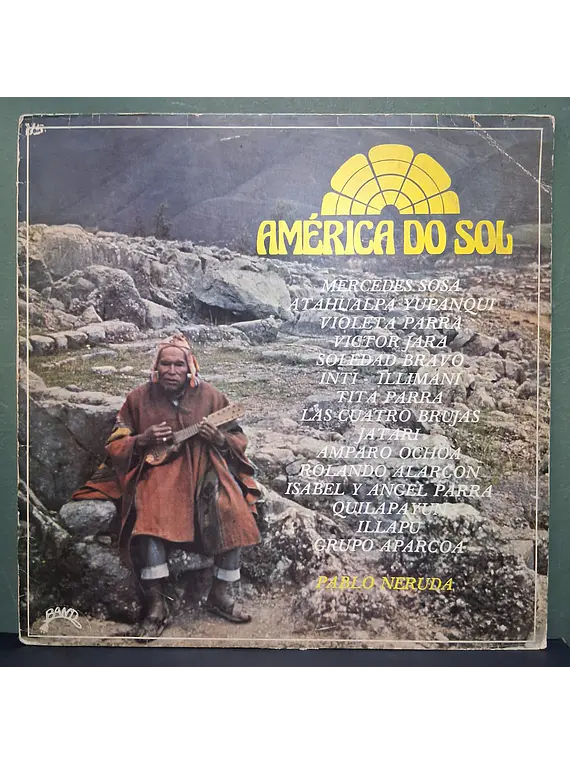 AMÉRICA DO SOL
MERCEDES SOSA
ATAHUALPA YUPANQUI
VIOLETA PARRA
VICTOR JARA
SOLEDAD BRAVO
INTI - ILLIMANI
TITA PARRA
LAS CUATRO BRUJAS
JATARI
AMPARO OCHOA
ROLANDO ALARCON
ISABEL Y ANGEL PARRA
QUILAPAYUN
ILLAPU
GRUPO APARCOA
PABLO NERUDA
BAND